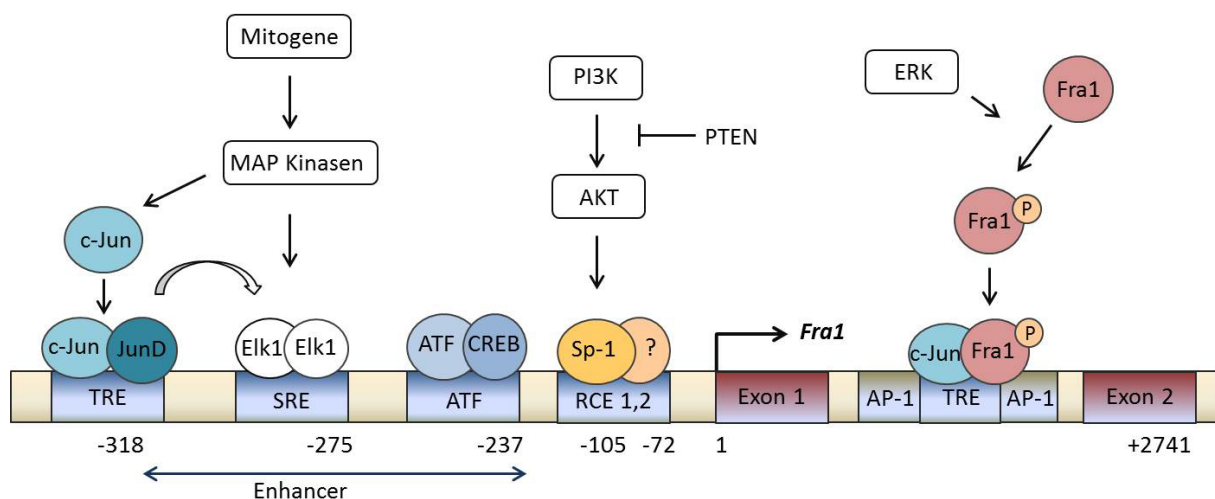 Mitogene
PI3K
ERK
Fra1
MAP Kinasen
PTEN
AKT
Fra1
P
c-Jun
c-Jun
JunD
Elk1
Elk1
ATF
CREB
Sp-1
?
Fra1
c-Jun
Fra1
P
TRE
SRE
ATF
RCE 1,2
Exon 1
AP-1
TRE
AP-1
Exon 2
-318
-275
-237
-105
-72
1
+2741
Enhancer